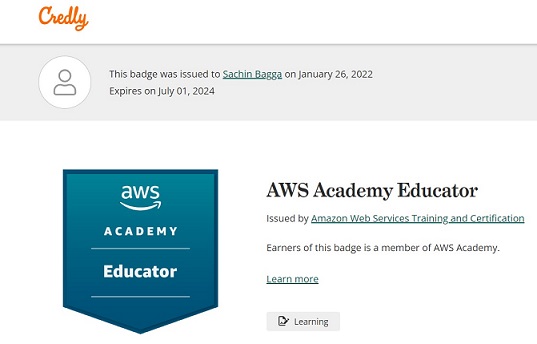 Credly
This badge was issued to Sachin Bagga on January 26, 2022
Expires on July 01, 2024
aws
ACADEMY
Educator
AWS Academy Educator
Issued by Amazon Web Services Training and Certification
Earners of this badge is a member of AWS Academy.
Learn more
Learning